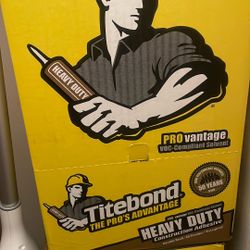 HEAVY DUTY
PROvantage
VOC-Compliant Solvent
Titebond
THE PRO'S ADVANTAGE
HEAVY DUTY
Construction Adhesive
50 YEARS